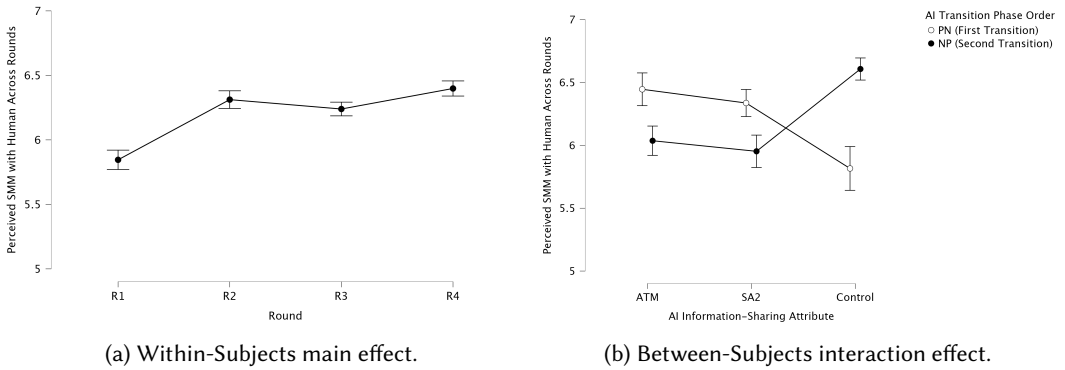 Perceived SMM with Human Across Rounds
7
6.5
6
5.5
5
R1 R2 R3 R4
Round
(a) Within-Subjects main effect.
Perceived SMM with Human Across Rounds
7
6.5
6
5.5
5
ATM SA2 Control
AI Information-Sharing Attribute
AI Transition Phase Order
PN (First Transition)
NP (Second Transition)
(b) Between-Subjects interaction effect.